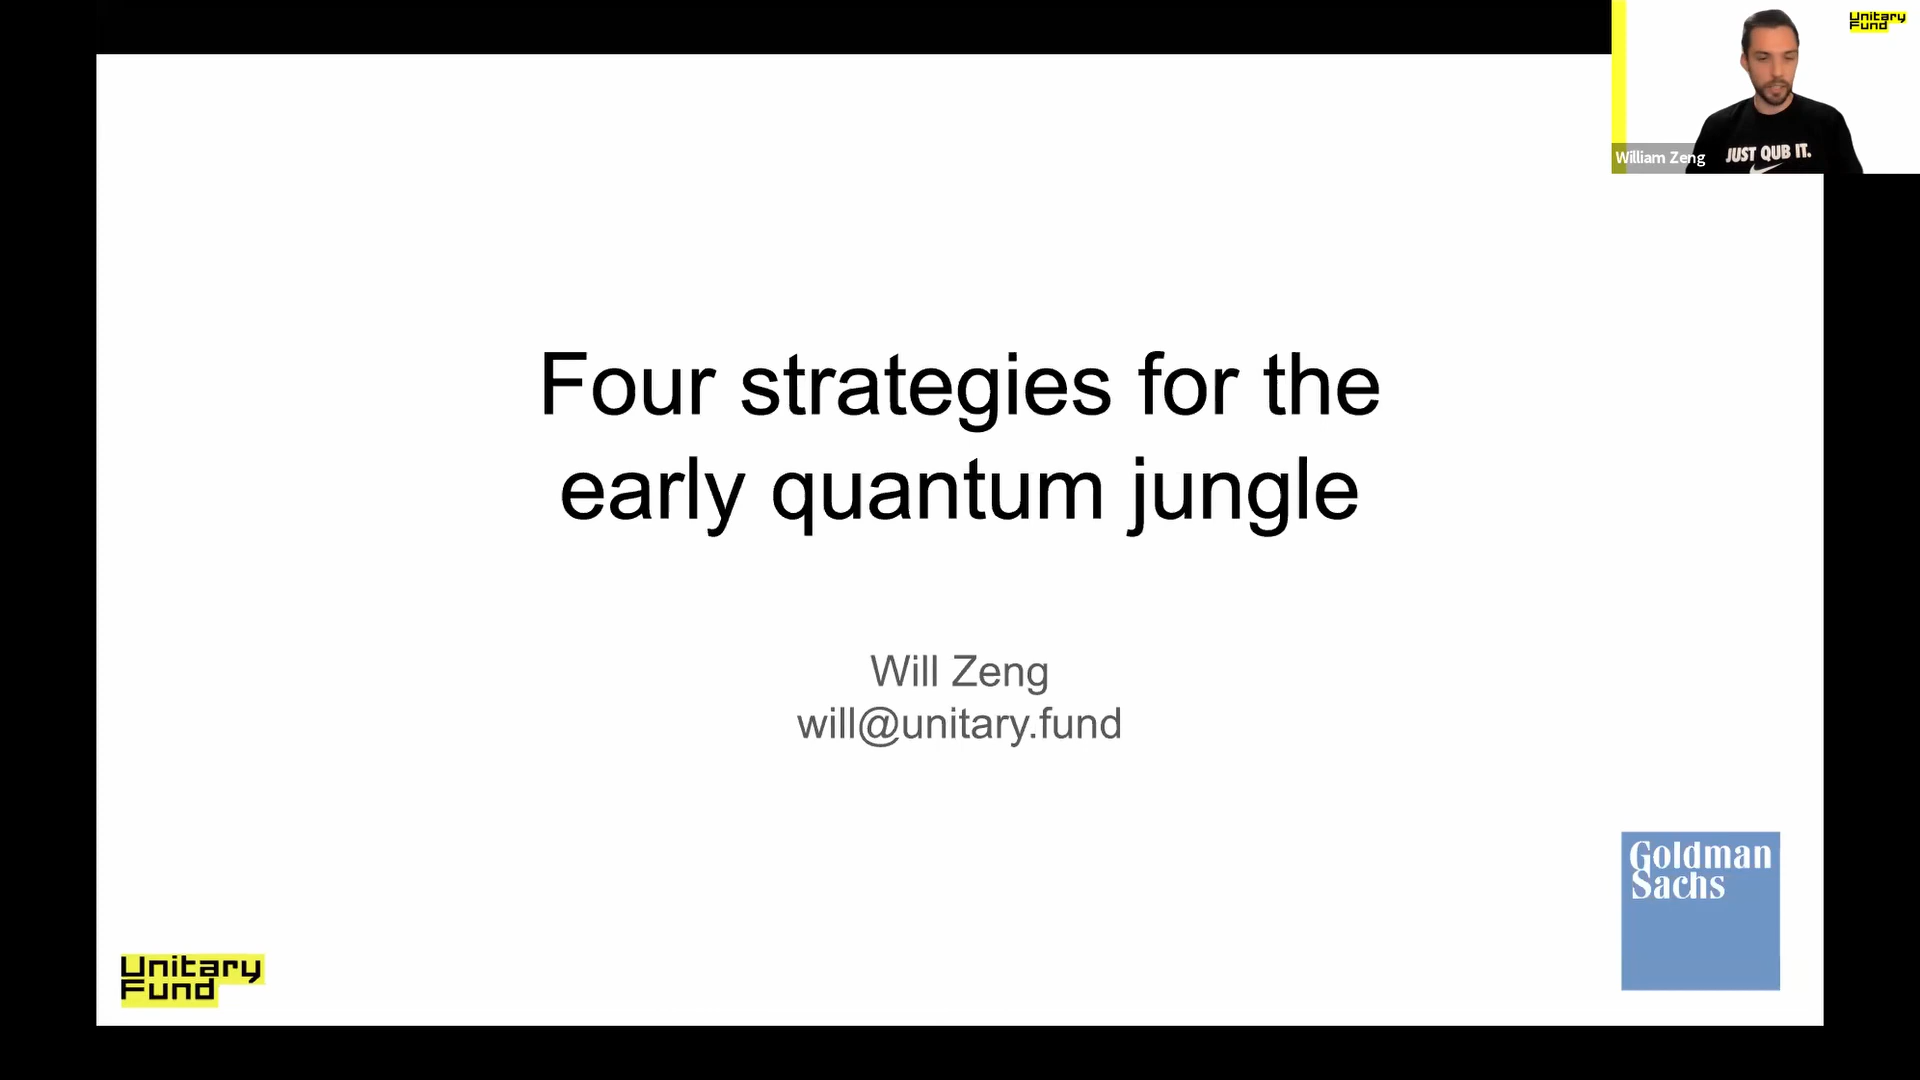 Unitary
Fund
William Zeng
JUST QUB IT.
Four strategies for the
early quantum jungle
Will Zeng
will@unitary.fund
Goldman
Sachs
Unitary
Fund